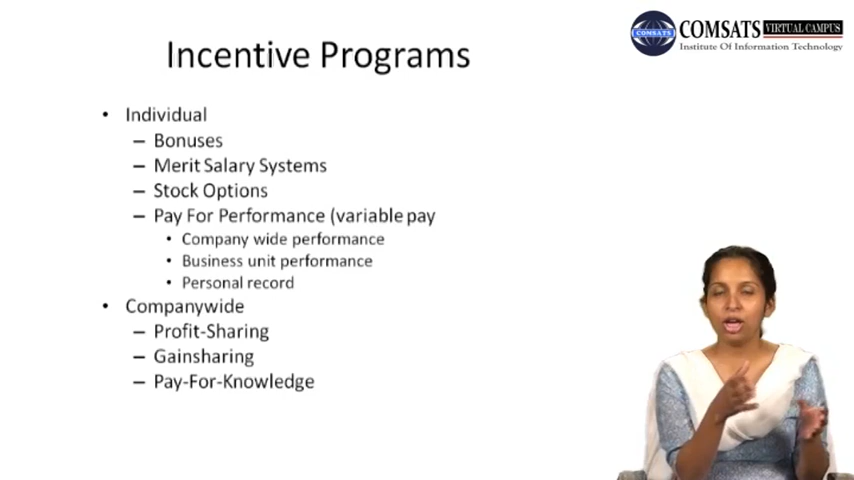 Incentive Programs
COMSATS
COMSATS VIRTUAL CAMPUS
Institute Of Information Technology
• Individual
– Bonuses
– Merit Salary Systems
– Stock Options
– Pay For Performance (variable pay
• Company wide performance
• Business unit performance
• Personal record
• Companywide
– Profit-Sharing
– Gainsharing
– Pay-For-Knowledge